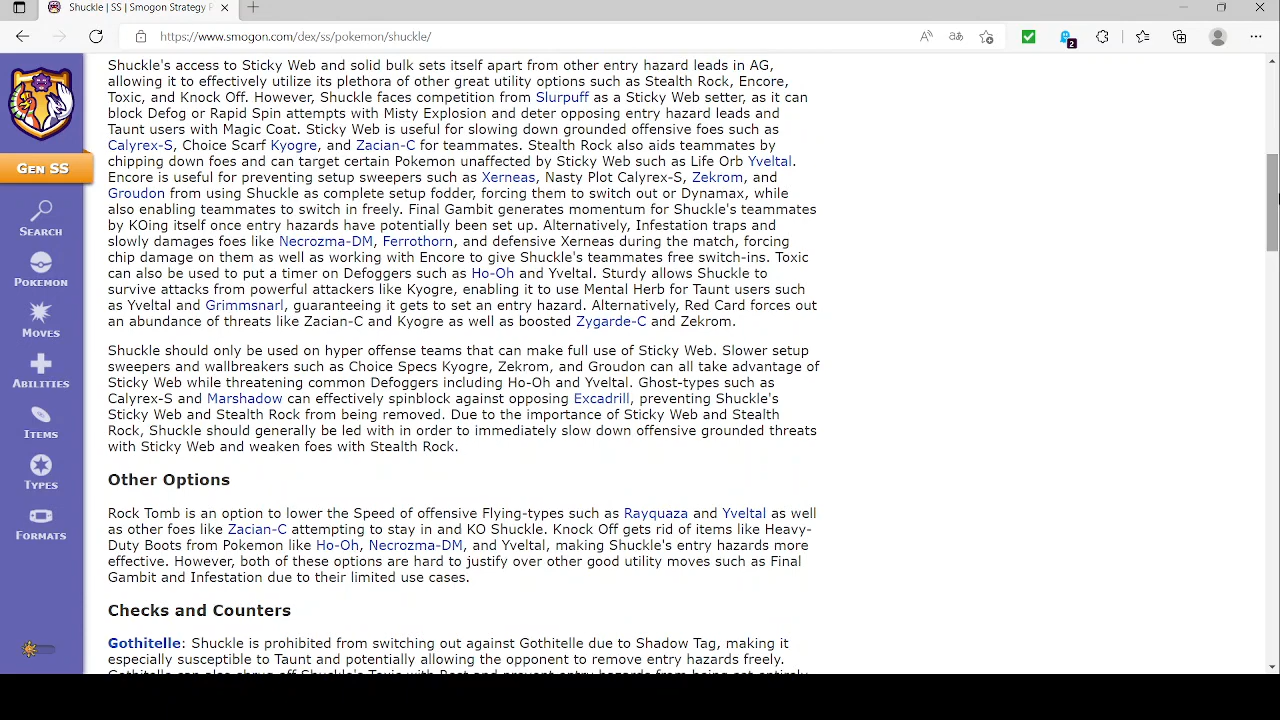 Shuckle | SS | Smogon Strategy
https://www.smogon.com/dex/ss/pokemon/shuckle/
2
Gen SS
Search
Pokemon
Moves
Abilities
Items
Types
Formats
Shuckle's access to Sticky Web and solid bulk sets itself apart from other entry hazard leads in AG,
allowing it to effectively utilize its plethora of other great utility options such as Stealth Rock, Encore,
Toxic, and Knock Off. However, Shuckle faces competition from Slurpuff as a Sticky Web setter, as it can
block Defog or Rapid Spin attempts with Misty Explosion and deter opposing entry hazard leads and
Taunt users with Magic Coat. Sticky Web is useful for slowing down grounded offensive foes such as
Calyrex-S, Choice Scarf Kyogre, and Zacian-C for teammates. Stealth Rock also aids teammates by
chipping down foes and can target certain Pokemon unaffected by Sticky Web such as Life Orb Yveltal.
Encore is useful for preventing setup sweepers such as Xerneas, Nasty Plot Calyrex-S, Zekrom, and
Groudon from using Shuckle as complete setup fodder, forcing them to switch out or Dynamax, while
also enabling teammates to switch in freely. Final Gambit generates momentum for Shuckle's teammates
by KOing itself once entry hazards have potentially been set up. Alternatively, Infestation traps and
slowly damages foes like Necrozma-DM, Ferrothorn, and defensive Xerneas during the match, forcing
chip damage on them as well as working with Encore to give Shuckle's teammates free switch-ins. Toxic
can also be used to put a timer on Defoggers such as Ho-Oh and Yveltal. Sturdy allows Shuckle to
survive attacks from powerful attackers like Kyogre, enabling it to use Mental Herb for Taunt users such
as Yveltal and Grimmsnarl, guaranteeing it gets to set an entry hazard. Alternatively, Red Card forces out
an abundance of threats like Zacian-C and Kyogre as well as boosted Zygarde-C and Zekrom.
Shuckle should only be used on hyper offense teams that can make full use of Sticky Web. Slower setup
sweepers and wallbreakers such as Choice Specs Kyogre, Zekrom, and Groudon can all take advantage of
Sticky Web while threatening common Defoggers including Ho-Oh and Yveltal. Ghost-types such as
Calyrex-S and Marshadow can effectively spinblock against opposing Excadrill, preventing Shuckle's
Sticky Web and Stealth Rock from being removed. Due to the importance of Sticky Web and Stealth
Rock, Shuckle should generally be led with in order to immediately slow down offensive grounded threats
with Sticky Web and weaken foes with Stealth Rock.
Other Options
Rock Tomb is an option to lower the Speed of offensive Flying-types such as Rayquaza and Yveltal as well
as other foes like Zacian-C attempting to stay in and KO Shuckle. Knock Off gets rid of items like Heavy-
Duty Boots from Pokemon like Ho-Oh, Necrozma-DM, and Yveltal, making Shuckle's entry hazards more
effective. However, both of these options are hard to justify over other good utility moves such as Final
Gambit and Infestation due to their limited use cases.
Checks and Counters
Gothitelle: Shuckle is prohibited from switching out against Gothitelle due to Shadow Tag, making it
especially susceptible to Taunt and potentially allowing the opponent to remove entry hazards freely.